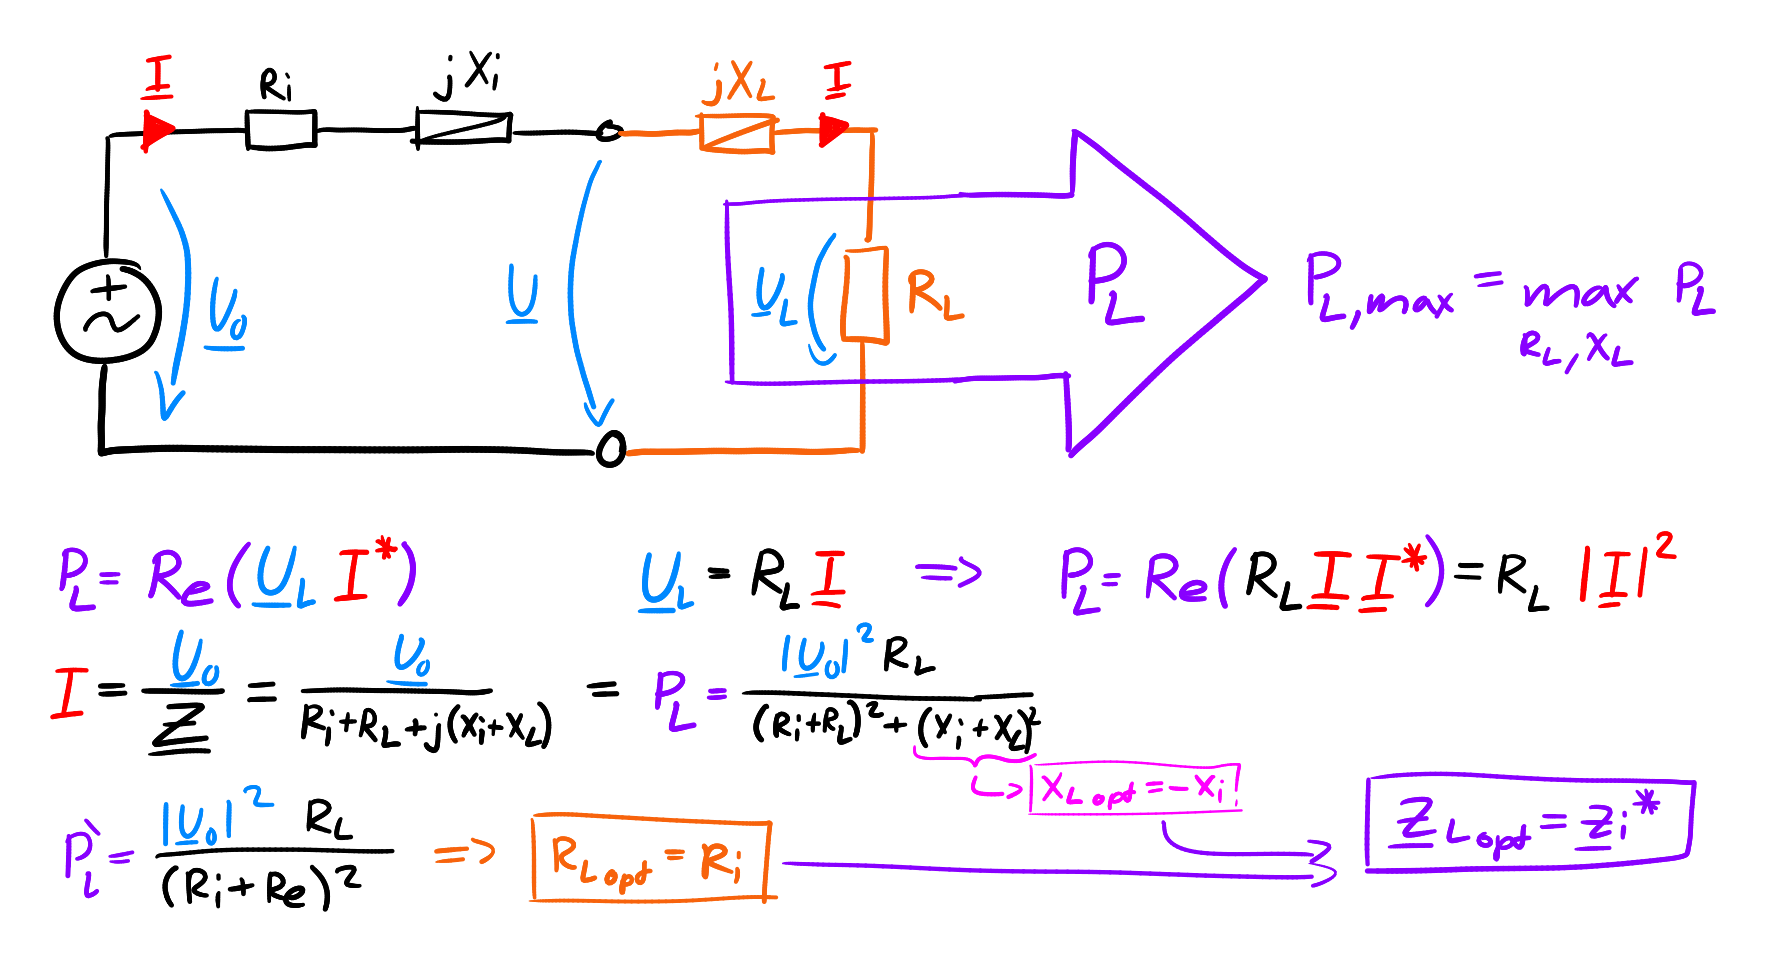 I Ri jXi jXL I
U0 U UL RL PL PL,max = max PL
RL, XL
PL = Re(UL I*) UL = RL I => PL = Re(RL I I*) = RL |I|²
I = U0/Z = U0/(Ri+RL+j(Xi+XL)) = PL = |U0|² RL/((Ri+RL)²+(Xi+XL)²)
XL opt = -Xi
P`L = |U0|² RL/(Ri+Re)² => RL opt = Ri ZL opt = Zi*